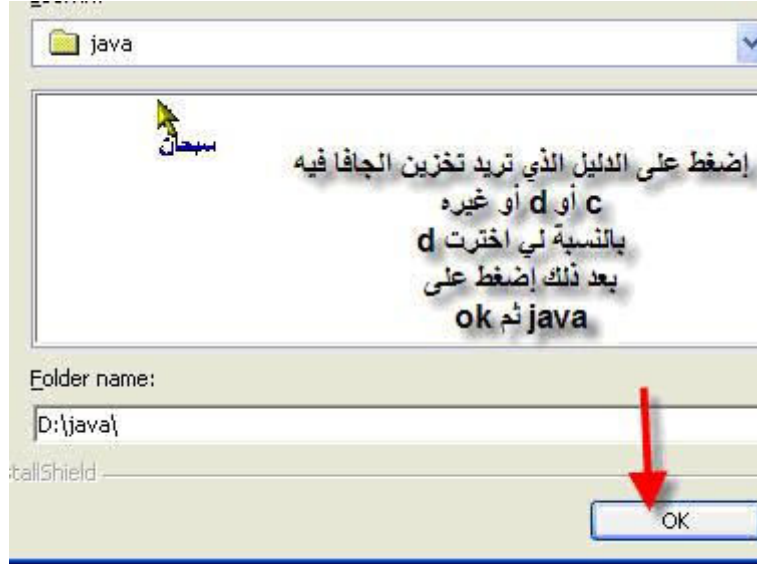 java
سبحان
إضغط على الدليل الذي تريد تخزين الجافا فيه
c أو d أو غيره
بالنسبة لي اخترت d
بعد ذلك إضغط على
java ثم ok
Folder name:
D:\java\
tallShield
OK